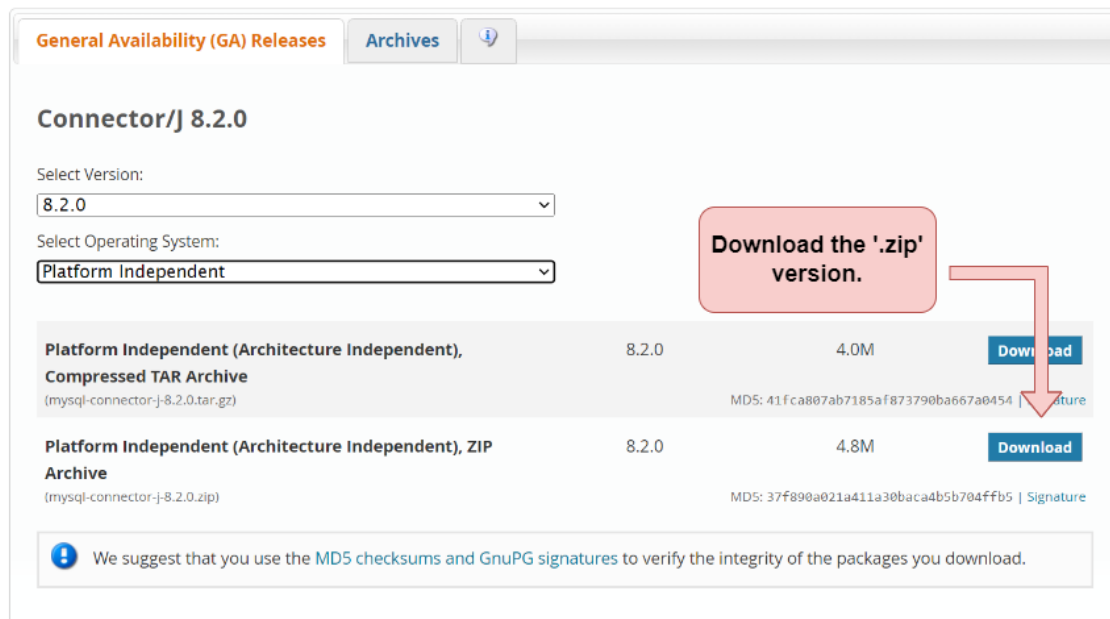 General Availability (GA) Releases
Archives
Connector/J 8.2.0
Select Version:
8.2.0
Select Operating System:
Platform Independent
Download the '.zip'
version.
Platform Independent (Architecture Independent),
Compressed TAR Archive
8.2.0
4.0M
Download
(mysql-connector-j-8.2.0.tar.gz)
MD5: 41fca807ab7185af873790ba667a0454 |
Platform Independent (Architecture Independent), ZIP
Archive
8.2.0
4.8M
Download
(mysql-connector-j-8.2.0.zip)
MD5: 37f890a021a411a30baca4b5b704ffb5 | Signature
We suggest that you use the MD5 checksums and GnuPG signatures to verify the integrity of the packages you download.